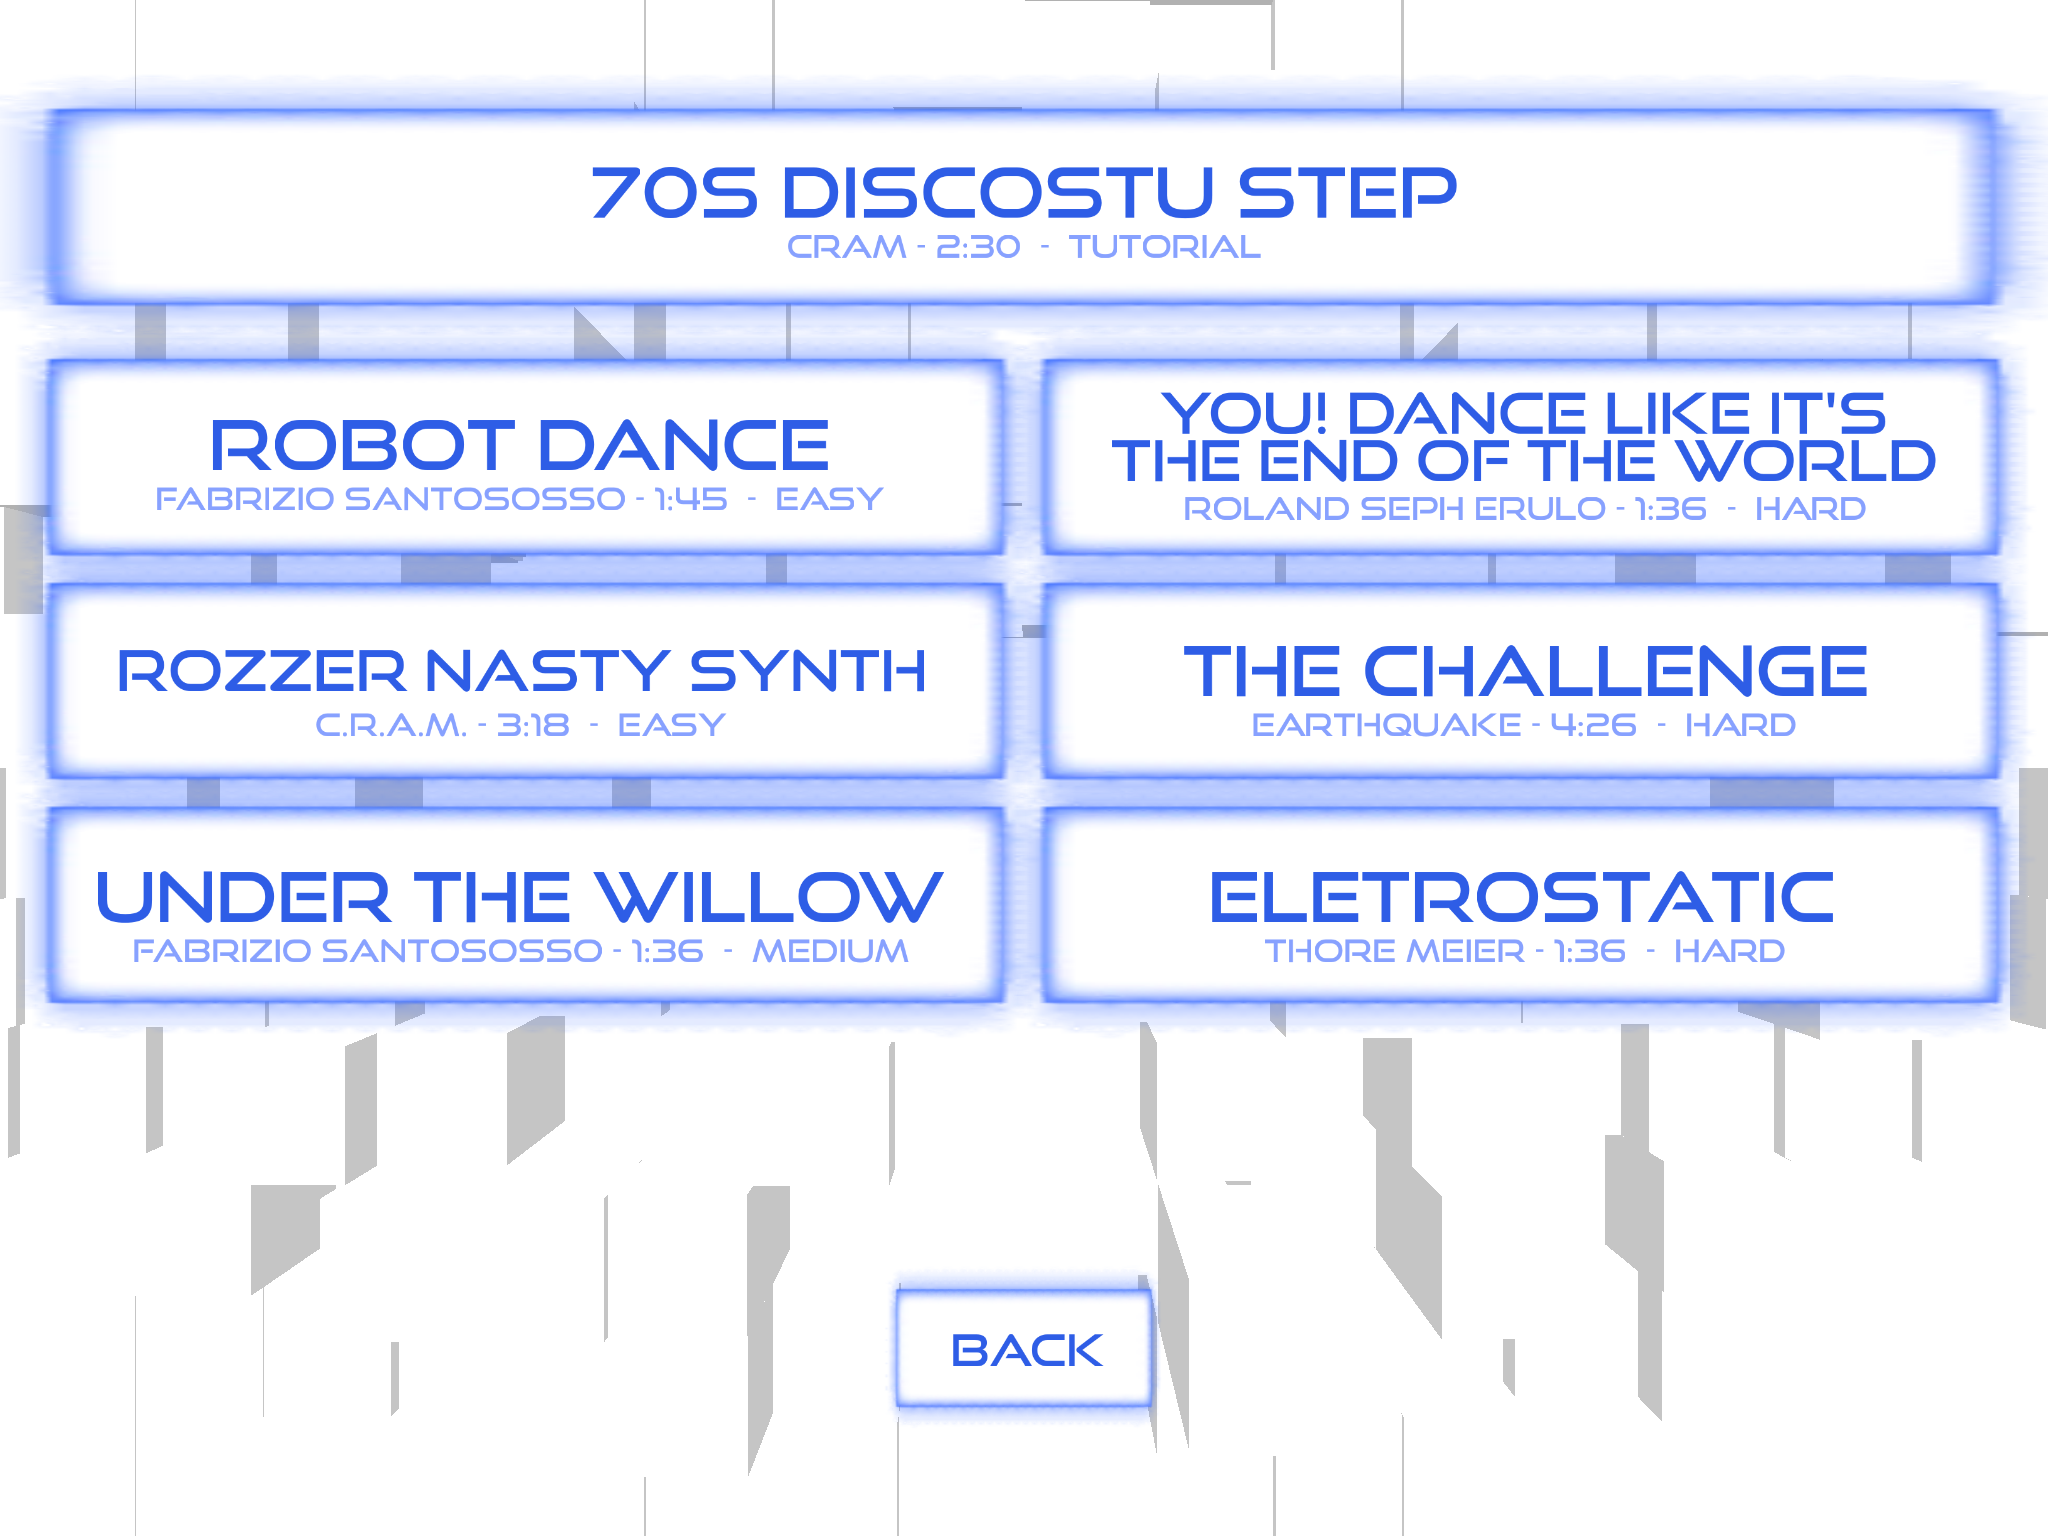 70S DISCOSTU STEP
CRAM - 2:30 - TUTORIAL
ROBOT DANCE
FABRIZIO SANTOSOSSO - 1:45 - EASY
YOU! DANCE LIKE IT'S
THE END OF THE WORLD
ROLAND SEPH ERULO - 1:36 - HARD
ROZZER NASTY SYNTH
C.R.A.M. - 3:18 - EASY
THE CHALLENGE
EARTHQUAKE - 4:26 - HARD
UNDER THE WILLOW
FABRIZIO SANTOSOSSO - 1:36 - MEDIUM
ELETROSTATIC
THORE MEIER - 1:36 - HARD
BACK